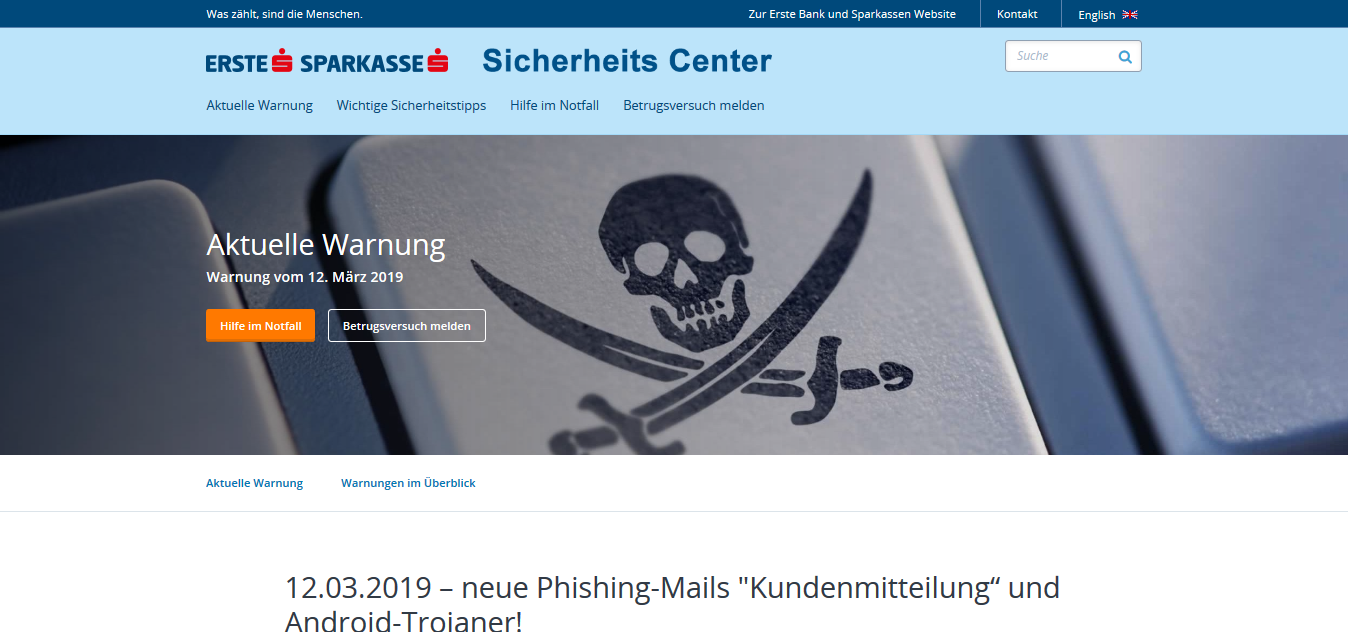 Was zählt, sind die Menschen.
Zur Erste Bank und Sparkassen Website
Kontakt
English
ERSTE SPARKASSE Sicherheits Center
Suche
Aktuelle Warnung
Wichtige Sicherheitstipps
Hilfe im Notfall
Betrugsversuch melden
Aktuelle Warnung
Warnung vom 12. März 2019
Hilfe im Notfall
Betrugsversuch melden
Aktuelle Warnung
Warnungen im Überblick
12.03.2019 – neue Phishing-Mails "Kundenmitteilung“ und
Android-Trojaner!